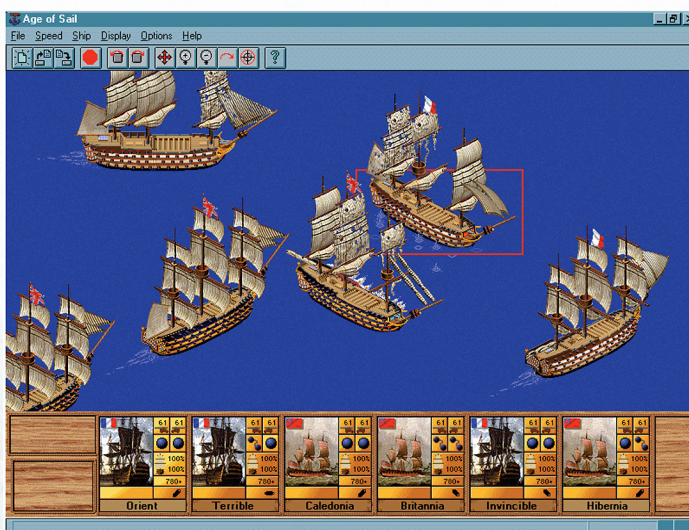 Age of Sail
File Speed Ship Display Options Help
?
61 61 61 61 61 61 61 61 61 61 61 61
100% 100% 100% 100% 100% 100%
100% 100% 100% 100% 100% 100%
780+ 780+ 780+ 780+ 780+ 780+
Orient Terrible Caledonia Britannia Invincible Hibernia